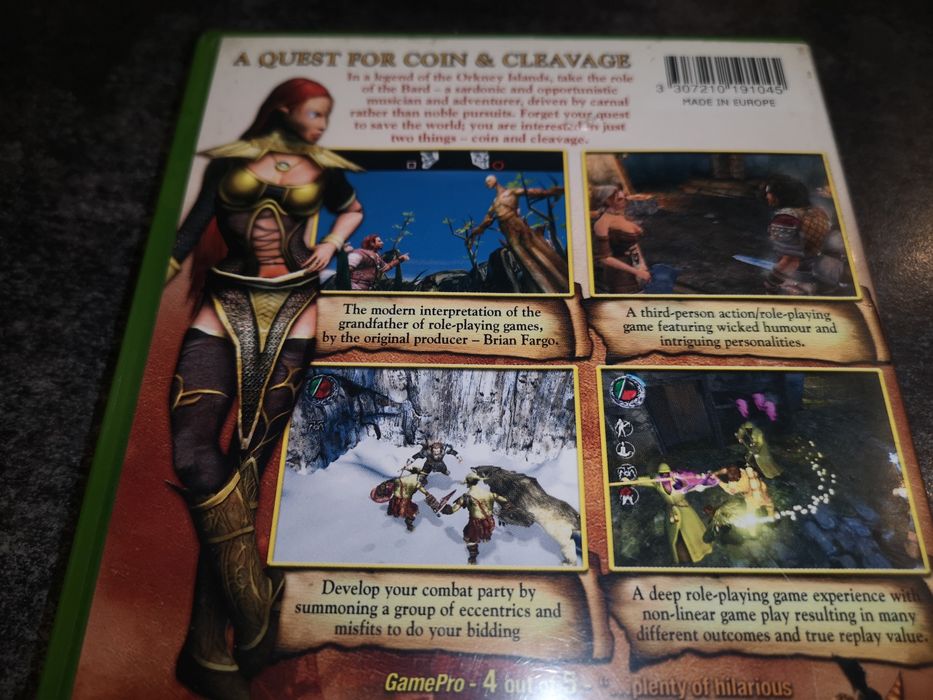 A QUEST FOR COIN & CLEAVAGE
In a legend of the Orkney Islands, take the role
of the Bard – a sardonic and opportunistic
musician and adventurer, driven by carnal
rather than noble pursuits. Forget your quest
to save the world; you are interested in just
two things – coin and cleavage.
3 307210 191045
MADE IN EUROPE
The modern interpretation of the
grandfather of role-playing games,
by the original producer – Brian Fargo.
A third-person action/role-playing
game featuring wicked humour and
intriguing personalities.
Develop your combat party by
summoning a group of eccentrics and
misfits to do your bidding
A deep role-playing game experience with
non-linear game play resulting in many
different outcomes and true replay value.
GamePro - 4 out of 5 - "...plenty of hilarious